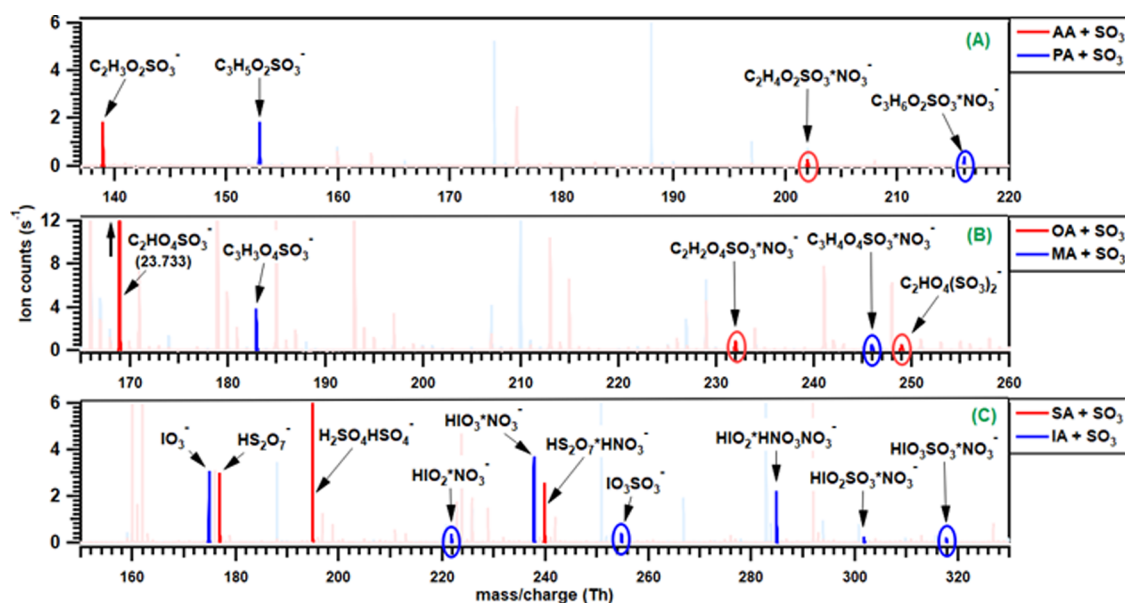 6
4
2
0
(A)
C₂H₃O₂SO₃⁻
C₃H₅O₂SO₃⁻
C₂H₄O₂SO₃*NO₃⁻
C₃H₆O₂SO₃*NO₃⁻
AA + SO₃
PA + SO₃
140 150 160 170 180 190 200 210 220
Ion counts (s⁻¹)
12
8
4
0
(B)
C₂HO₄SO₃⁻
(23.733)
C₃H₃O₄SO₃⁻
C₂H₂O₄SO₃*NO₃⁻
C₃H₄O₄SO₃*NO₃⁻
C₂HO₄(SO₃)₂⁻
OA + SO₃
MA + SO₃
170 180 190 200 210 220 230 240 250 260
6
4
2
0
(C)
IO₃⁻
HS₂O₇⁻
H₂SO₄HSO₄⁻
HIO₂*NO₃⁻
HIO₃*NO₃⁻
HS₂O₇*HNO₃⁻
IO₃SO₃⁻
HIO₂*HNO₃NO₃⁻
HIO₂SO₃*NO₃⁻
HIO₃SO₃*NO₃⁻
SA + SO₃
IA + SO₃
160 180 200 220 240 260 280 300 320
mass/charge (Th)